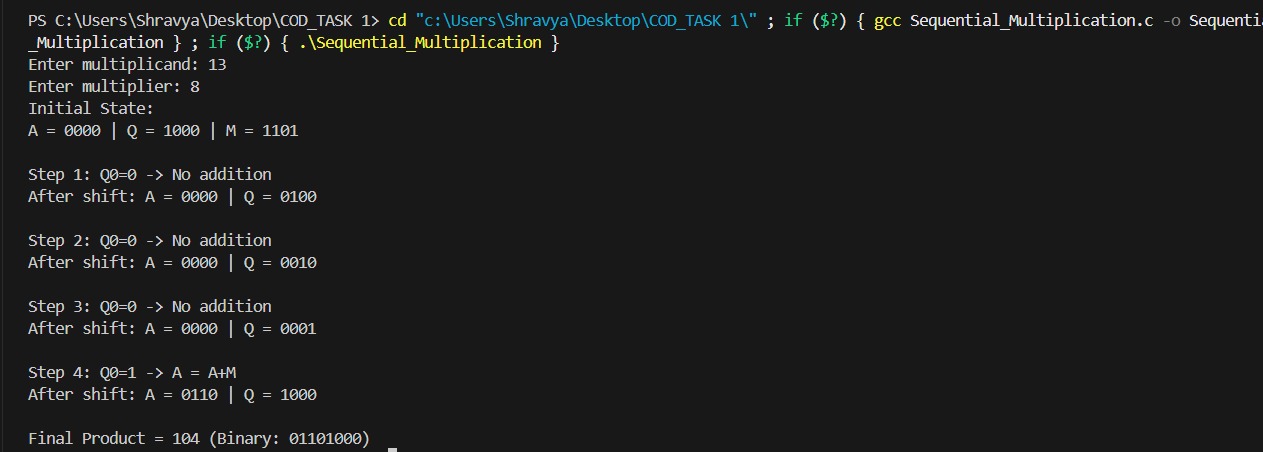 PS C:\Users\Shravya\Desktop\COD_TASK 1> cd "c:\Users\Shravya\Desktop\COD_TASK 1\" ; if ($?) { gcc Sequential_Multiplication.c -o Sequenti
_Multiplication } ; if ($?) { .\Sequential_Multiplication }
Enter multiplicand: 13
Enter multiplier: 8
Initial State:
A = 0000 | Q = 1000 | M = 1101
Step 1: Q0=0 -> No addition
After shift: A = 0000 | Q = 0100
Step 2: Q0=0 -> No addition
After shift: A = 0000 | Q = 0010
Step 3: Q0=0 -> No addition
After shift: A = 0000 | Q = 0001
Step 4: Q0=1 -> A = A+M
After shift: A = 0110 | Q = 1000
Final Product = 104 (Binary: 01101000)